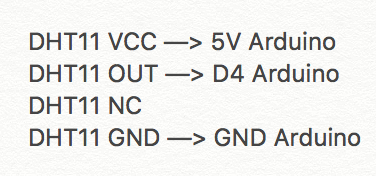 DHT11 VCC —> 5V Arduino
DHT11 OUT —> D4 Arduino
DHT11 NC
DHT11 GND —> GND Arduino